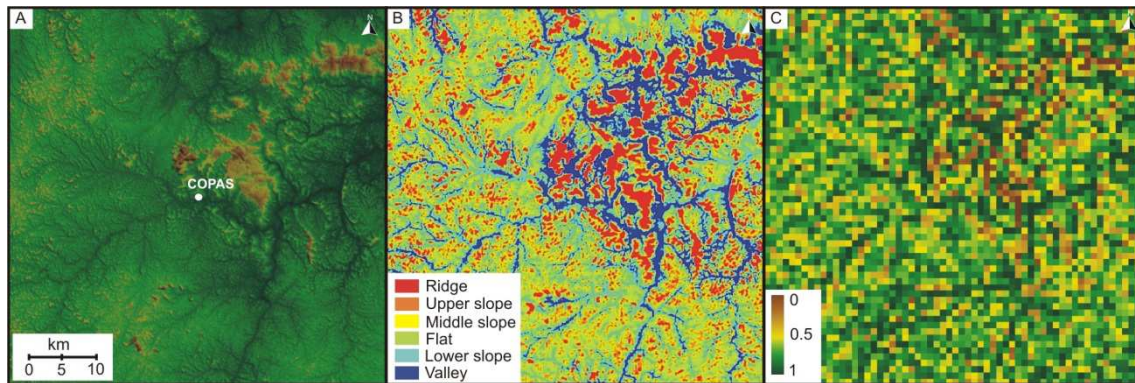 A
N
COPAS
km
0 5 10
B
N
Ridge
Upper slope
Middle slope
Flat
Lower slope
Valley
C
N
0
0.5
1